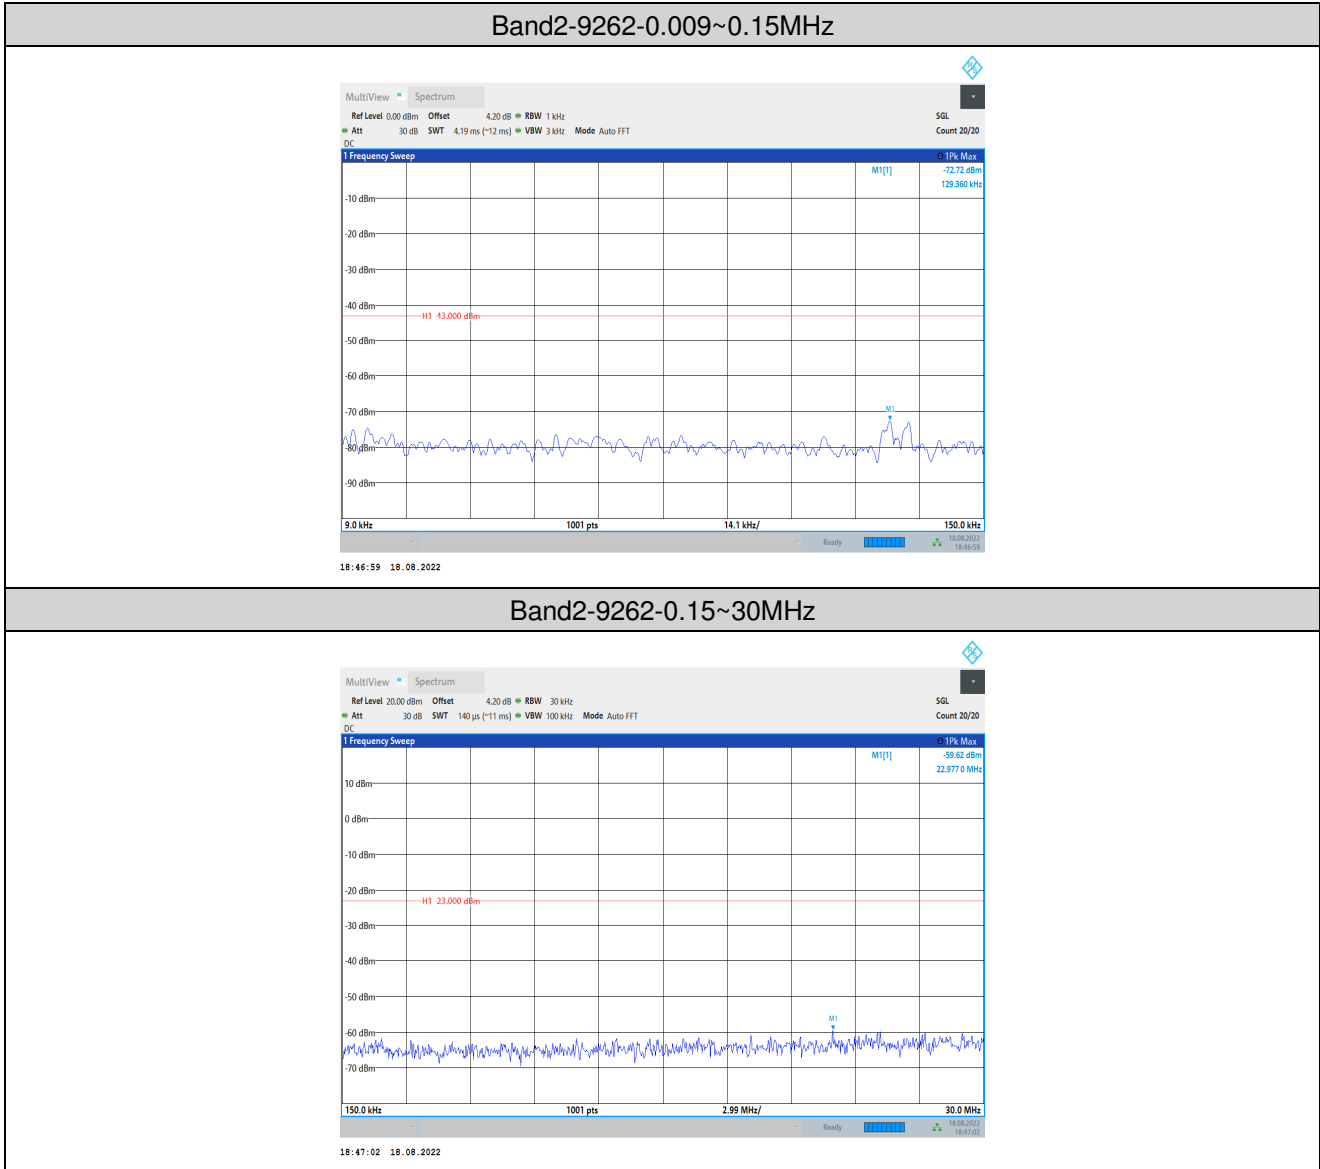 Band2-9262-0.009~0.15MHz
MultiView Spectrum
Ref Level 0.00 dBm Offset 4.20 dB RBW 1 kHz SGL
Att 30 dB SWT 4.19 ms (~12 ms) VBW 3 kHz Mode Auto FFT Count 20/20
DC
1 Frequency Sweep 1Pk Max
M1[1] -72.72 dBm
129.360 kHz
-10 dBm
-20 dBm
-30 dBm
-40 dBm
H1 -43.000 dBm
-50 dBm
-60 dBm
-70 dBm
M1
-80 dBm
-90 dBm
9.0 kHz 1001 pts 14.1 kHz/ 150.0 kHz
Ready 18.08.2022
18:46:59
18:46:59 18.08.2022
Band2-9262-0.15~30MHz
MultiView Spectrum
Ref Level 20.00 dBm Offset 4.20 dB RBW 30 kHz SGL
Att 30 dB SWT 140 µs (~11 ms) VBW 100 kHz Mode Auto FFT Count 20/20
DC
1 Frequency Sweep 1Pk Max
M1[1] -59.62 dBm
22.977 0 MHz
10 dBm
0 dBm
-10 dBm
-20 dBm
H1 -23.000 dBm
-30 dBm
-40 dBm
-50 dBm
M1
-60 dBm
-70 dBm
150.0 kHz 1001 pts 2.99 MHz/ 30.0 MHz
Ready 18.08.2022
18:47:02
18:47:02 18.08.2022